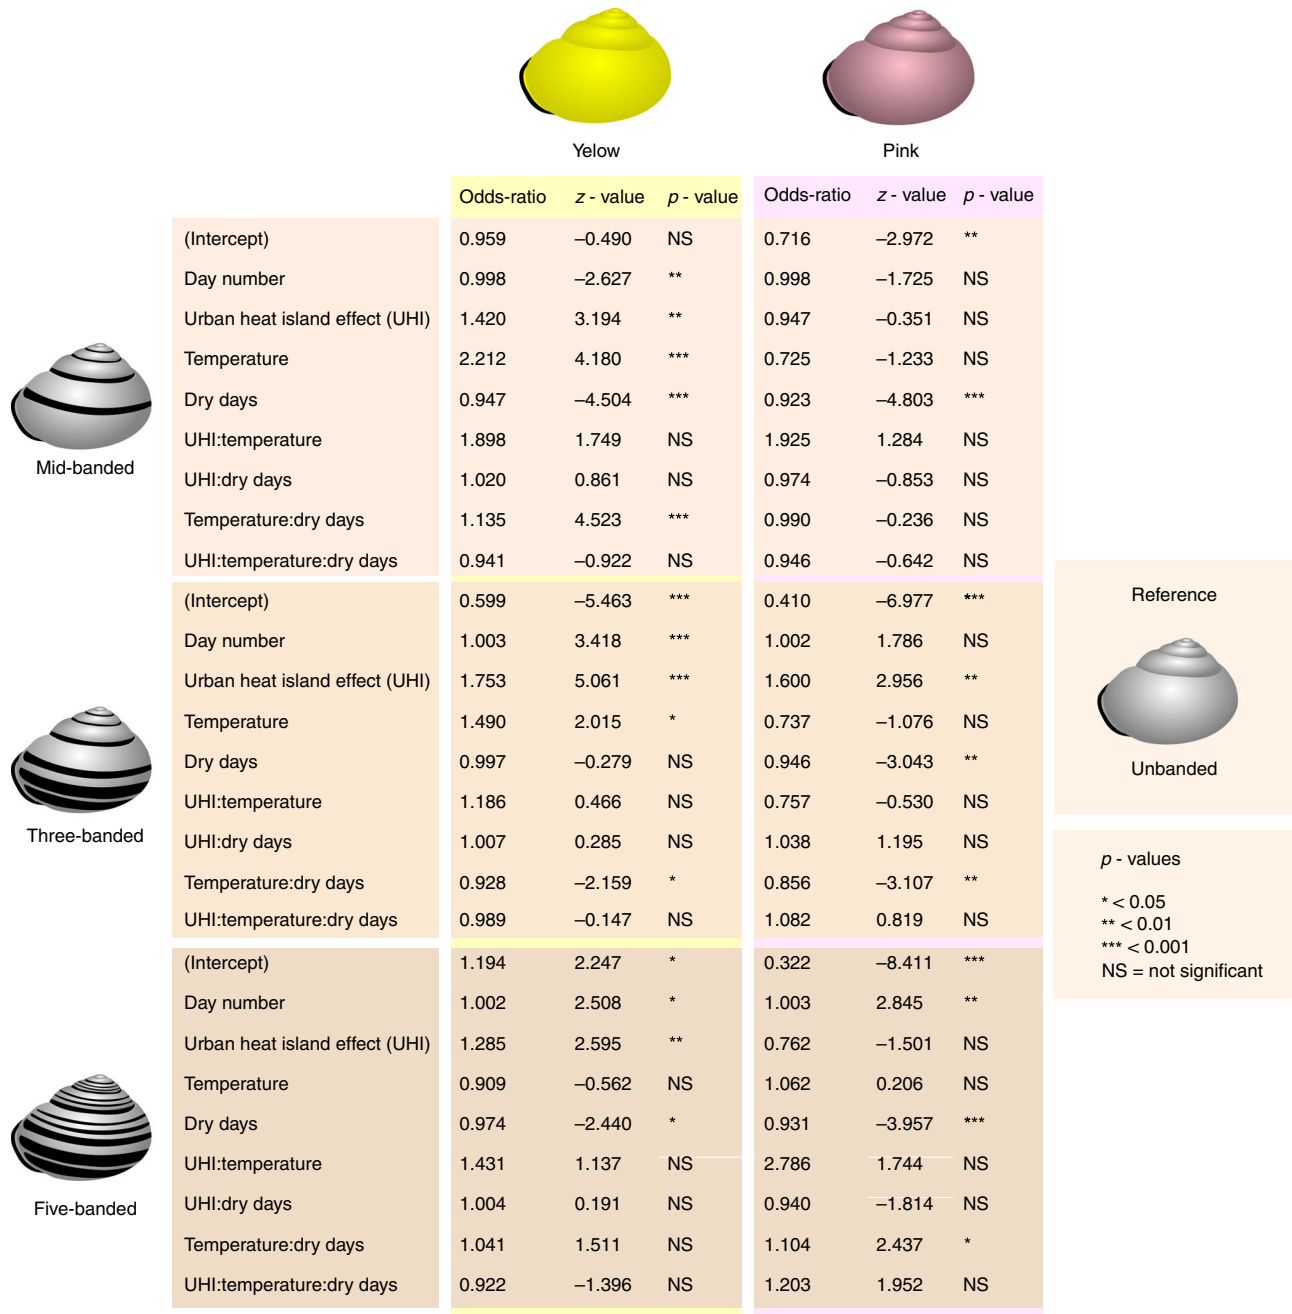 Yelow Pink
Odds-ratio z - value p - value Odds-ratio z - value p - value
(Intercept) 0.959 –0.490 NS 0.716 –2.972 **
Day number 0.998 –2.627 ** 0.998 –1.725 NS
Urban heat island effect (UHI) 1.420 3.194 ** 0.947 –0.351 NS
Temperature 2.212 4.180 *** 0.725 –1.233 NS
Dry days 0.947 –4.504 *** 0.923 –4.803 ***
UHI:temperature 1.898 1.749 NS 1.925 1.284 NS
Mid-banded
UHI:dry days 1.020 0.861 NS 0.974 –0.853 NS
Temperature:dry days 1.135 4.523 *** 0.990 –0.236 NS
UHI:temperature:dry days 0.941 –0.922 NS 0.946 –0.642 NS
(Intercept) 0.599 –5.463 *** 0.410 –6.977 ***
Day number 1.003 3.418 *** 1.002 1.786 NS
Urban heat island effect (UHI) 1.753 5.061 *** 1.600 2.956 **
Temperature 1.490 2.015 * 0.737 –1.076 NS
Dry days 0.997 –0.279 NS 0.946 –3.043 **
UHI:temperature 1.186 0.466 NS 0.757 –0.530 NS
Three-banded
UHI:dry days 1.007 0.285 NS 1.038 1.195 NS
Temperature:dry days 0.928 –2.159 * 0.856 –3.107 **
UHI:temperature:dry days 0.989 –0.147 NS 1.082 0.819 NS
(Intercept) 1.194 2.247 * 0.322 –8.411 ***
Day number 1.002 2.508 * 1.003 2.845 **
Urban heat island effect (UHI) 1.285 2.595 ** 0.762 –1.501 NS
Temperature 0.909 –0.562 NS 1.062 0.206 NS
Dry days 0.974 –2.440 * 0.931 –3.957 ***
UHI:temperature 1.431 1.137 NS 2.786 1.744 NS
UHI:dry days 1.004 0.191 NS 0.940 –1.814 NS
Five-banded
Temperature:dry days 1.041 1.511 NS 1.104 2.437 *
UHI:temperature:dry days 0.922 –1.396 NS 1.203 1.952 NS
Reference
Unbanded
p - values
* < 0.05
** < 0.01
*** < 0.001
NS = not significant